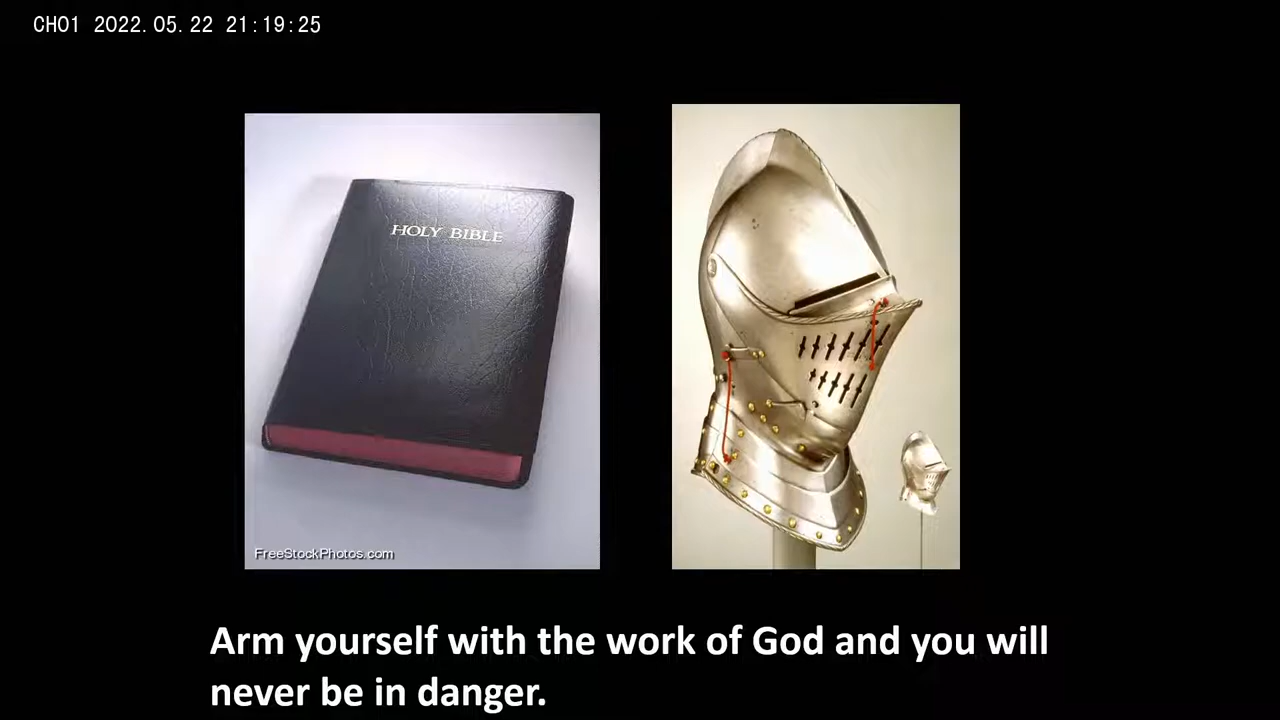 CH01 2022.05.22 21:19:25
HOLY BIBLE
FreeStockPhotos.com
Arm yourself with the work of God and you will
never be in danger.